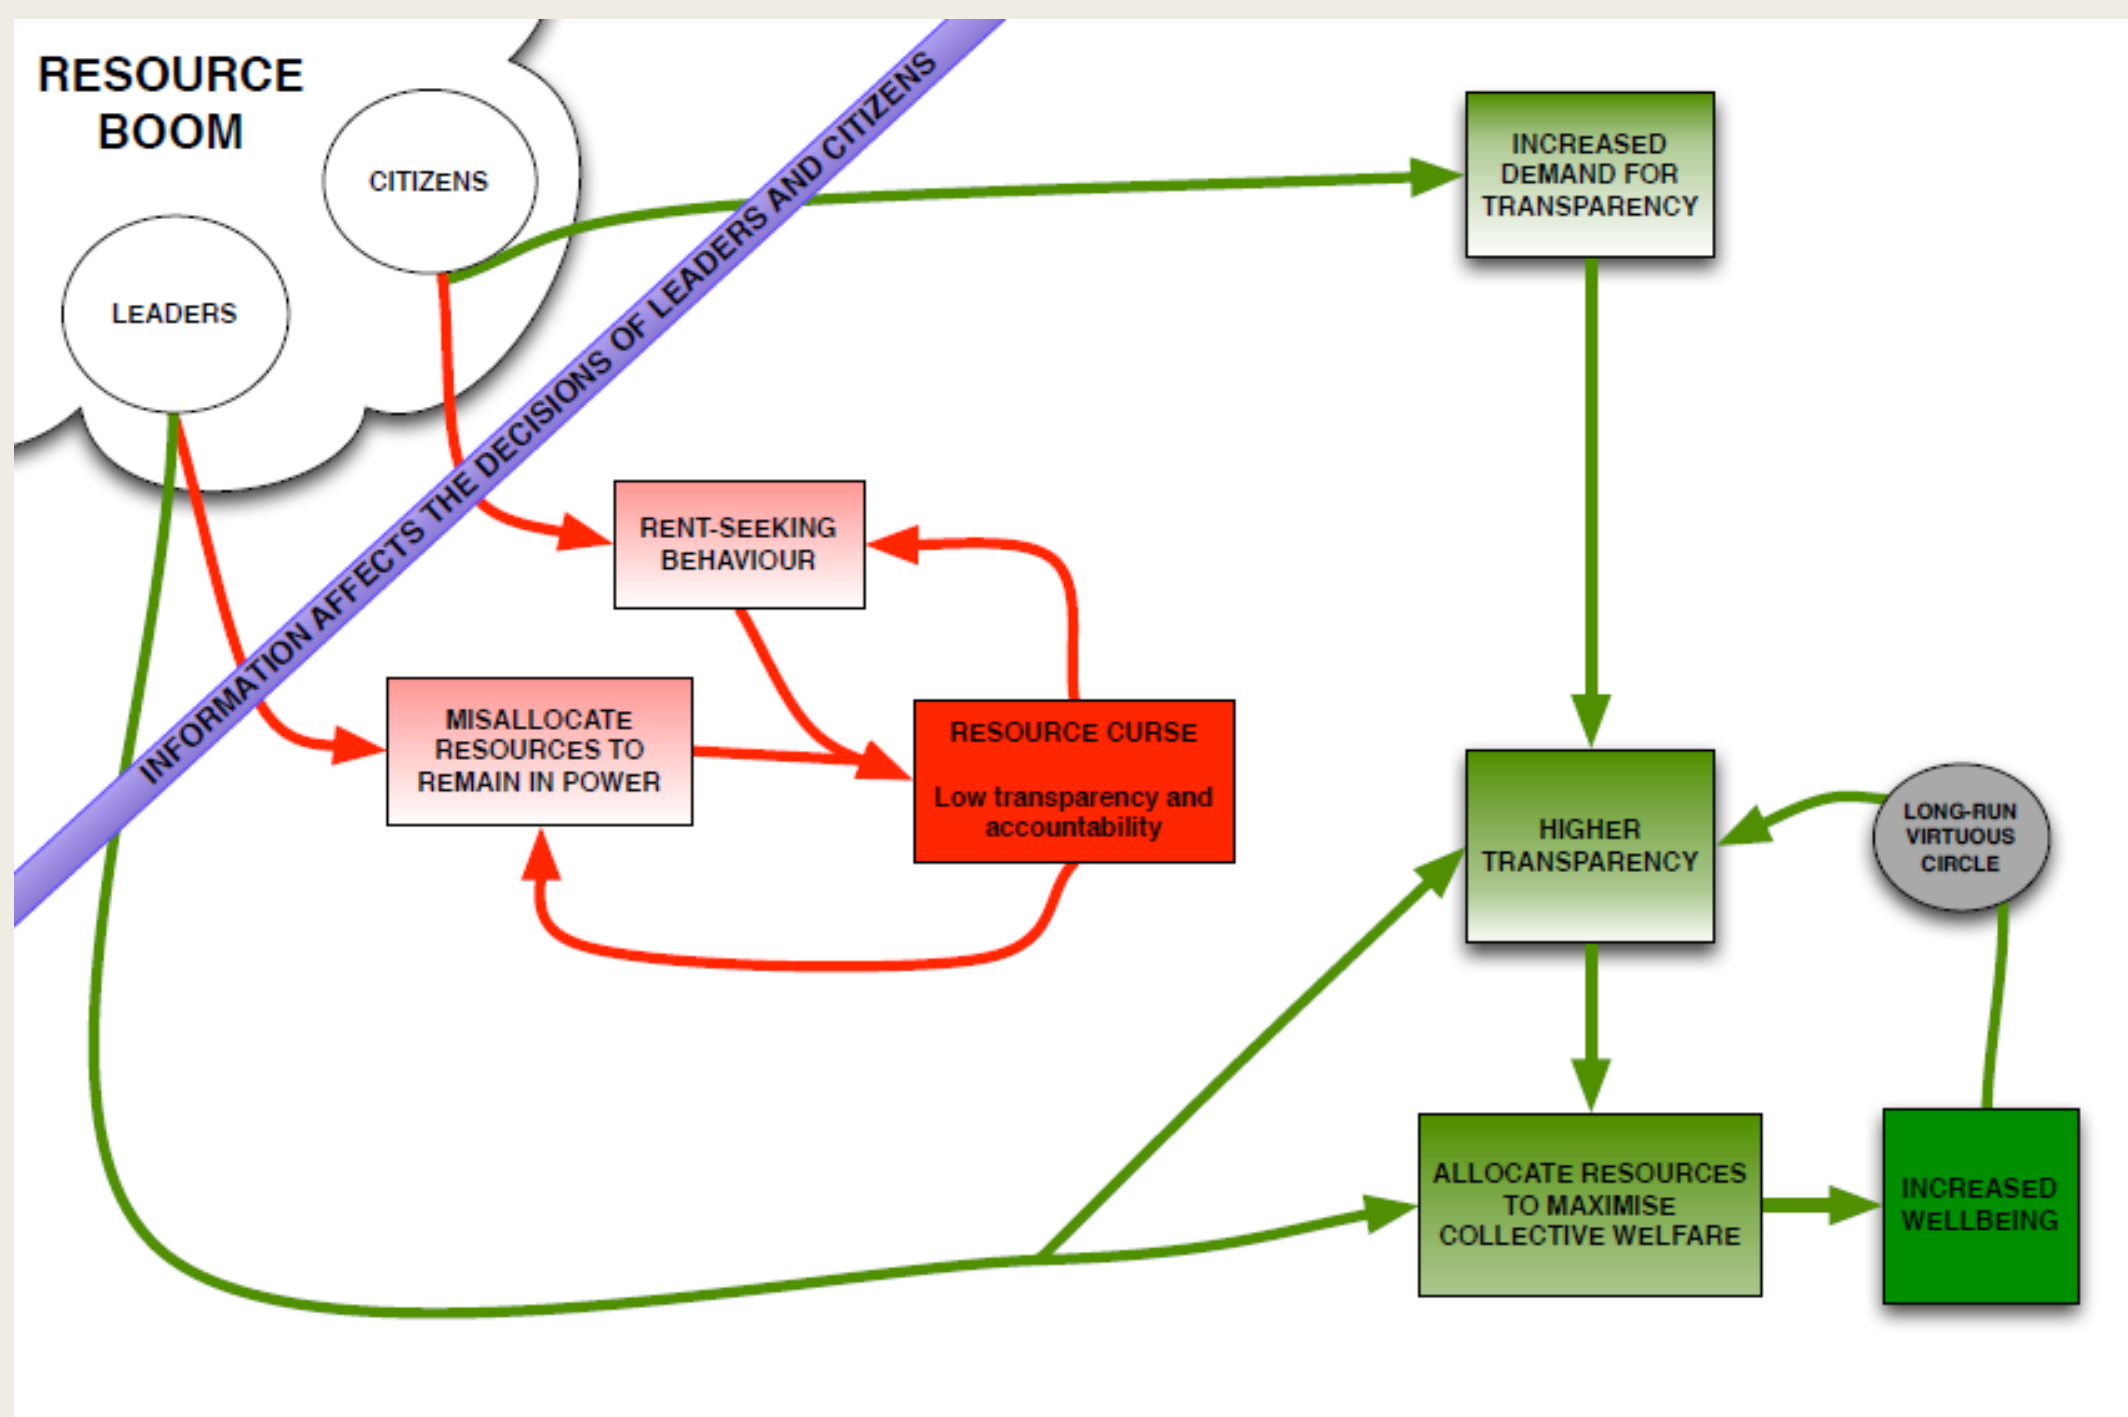 RESOURCE
BOOM
CITIZENS
LEADERS
INFORMATION AFFECTS THE DECISIONS OF LEADERS AND CITIZENS
INCREASED
DEMAND FOR
TRANSPARENCY
RENT-SEEKING
BEHAVIOUR
MISALLOCATE
RESOURCES TO
REMAIN IN POWER
RESOURCE CURSE
Low transparency and
accountability
HIGHER
TRANSPARENCY
LONG-RUN
VIRTUOUS
CIRCLE
ALLOCATE RESOURCES
TO MAXIMISE
COLLECTIVE WELFARE
INCREASED
WELLBEING